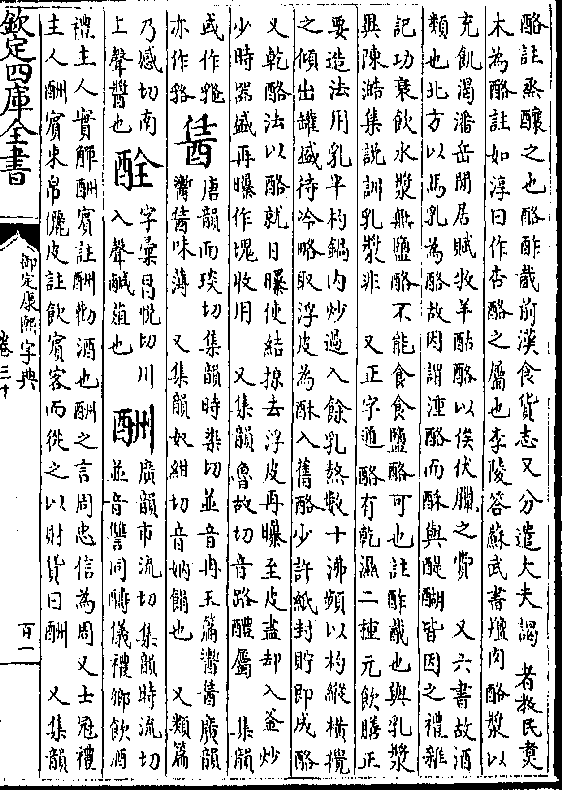 酪註烝釀之也酪酢截前漢食貨志又分遣大夫謁者教民煑
木為酪註如淳曰作杏酪之屬也李陵答蘇武書羶肉酪漿以
充飢渴潘岳閒居賦牧羊酤酪以俟伏臘之費 又六書故酒
類也北方以馬乳為酪故因謂湩酪而酥與醍醐皆因之禮雜
記功衰飲水漿無鹽酪不能食食鹽酪可也註酢酨也與乳漿
異陳澔集說訓乳漿非 又正字通酪有乾濕二種元飲膳正
要造法用乳半杓鍋內炒過入餘乳熬數十沸頻以杓縱橫攪
之傾出罐盛待冷略取浮皮為酥入舊酪少許紙封貯即成酪
又乾酪法以酪就日曝使結掠去浮皮再曝至皮盡却入釜炒
少時器盛再曝作塊收用 又集韻魯故切音路醴屬 集韻
或作
亦作
唐韻而琰切集韻時染切並音冉玉篇 廣韻
味薄 又集韻奴紺切音妠 也 又類篇
乃感切南
上聲醬也
醛
字彙胥悅切川
入聲鹹葅也
酬
廣韻市流切集韻時流切
並音讐同醻儀禮鄉飲酒
禮主人實觶酬賓註酬勸酒也酬之言周忠信為周又士冠禮
主人酬賓束帛儷皮註飲賓客而從之以財貨曰酬 又集韻
欽定四庫全書
御定康熙字典
卷三十
百一